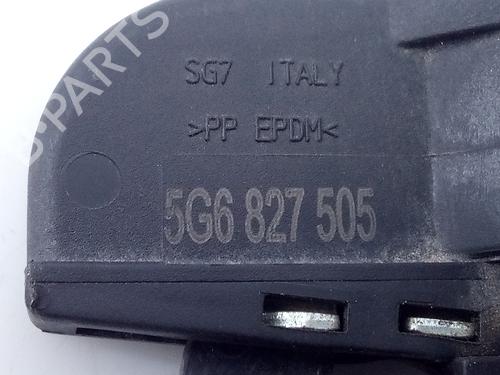 B-PARTS
SG7 ITALY
>PP EPDM<
5G6 827 505